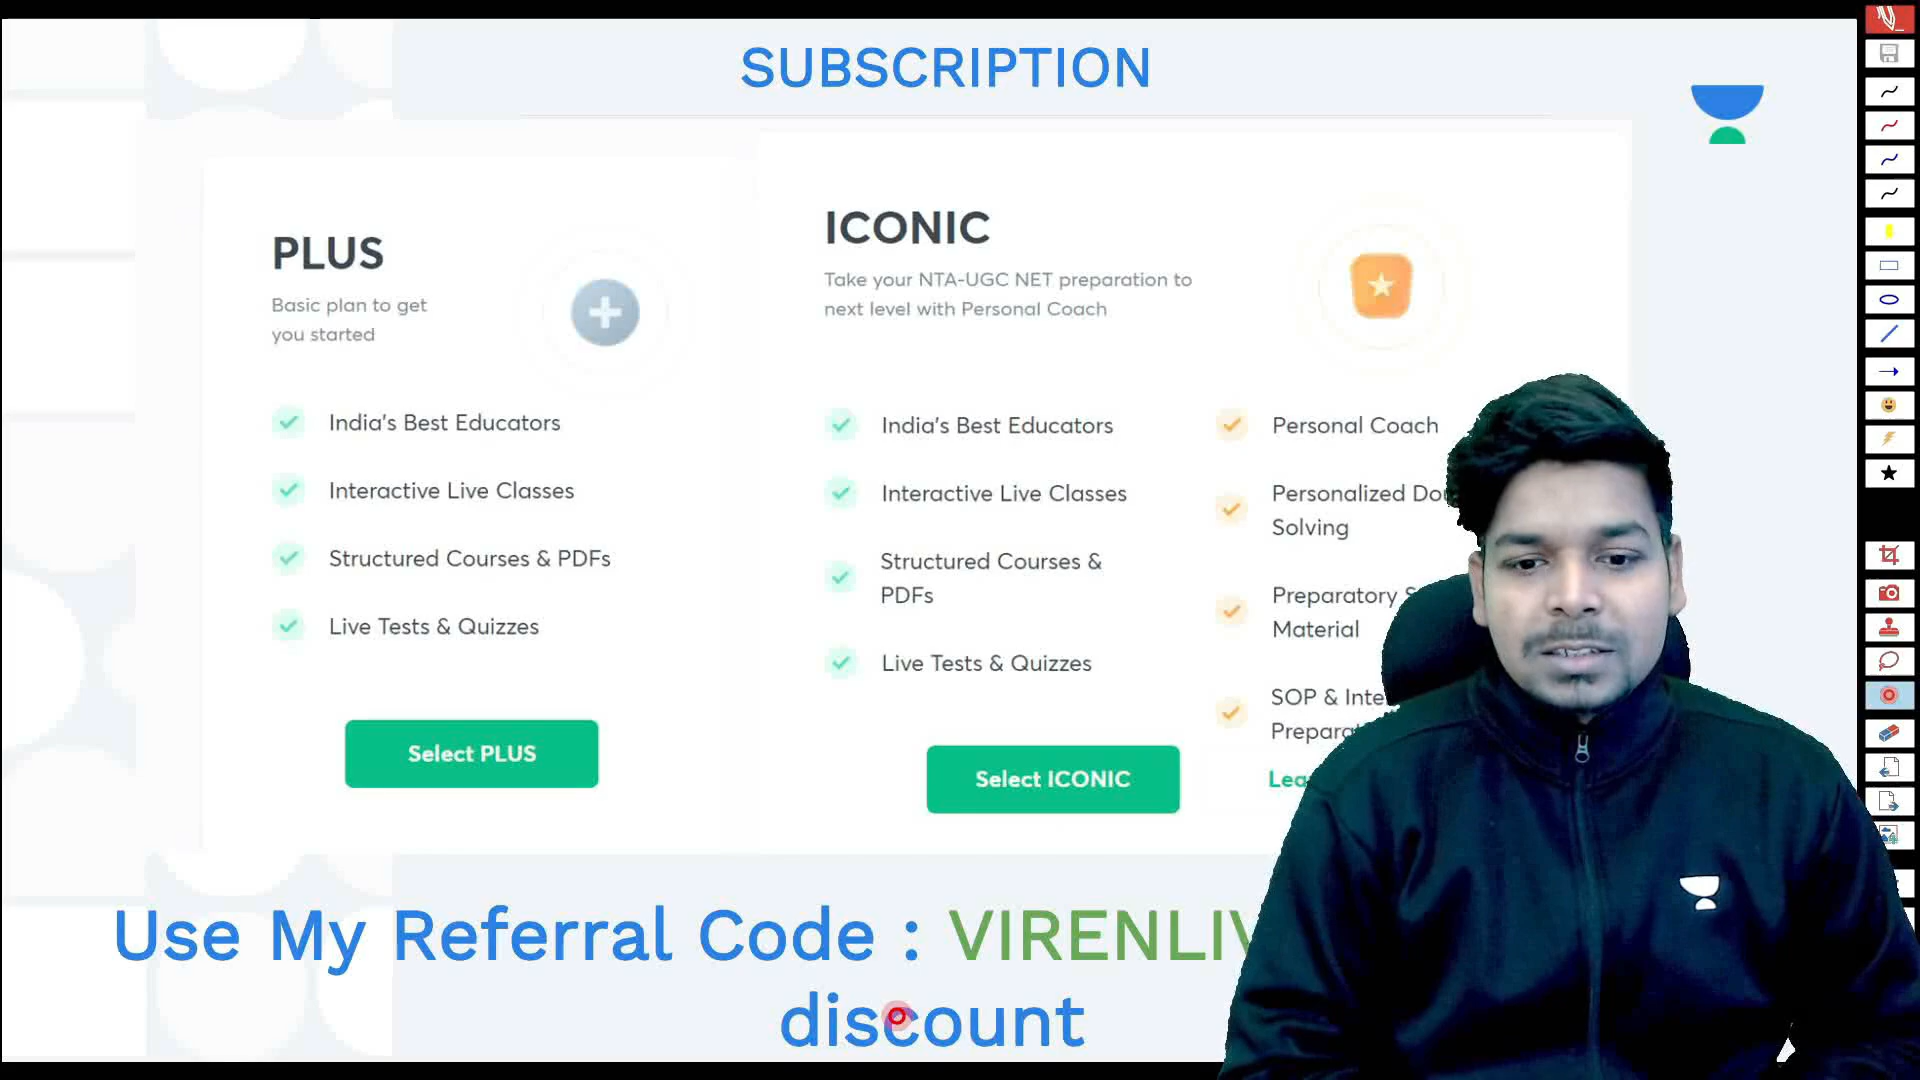 SUBSCRIPTION
PLUS
Basic plan to get
you started
India's Best Educators
Interactive Live Classes
Structured Courses & PDFs
Live Tests & Quizzes
Select PLUS
ICONIC
Take your NTA-UGC NET preparation to
next level with Personal Coach
India's Best Educators
Interactive Live Classes
Structured Courses &
PDFs
Live Tests & Quizzes
Personal Coach
Personalized
Solving
Preparatory
Material
SOP &
Select ICONIC
Use My Referral Code :
discount